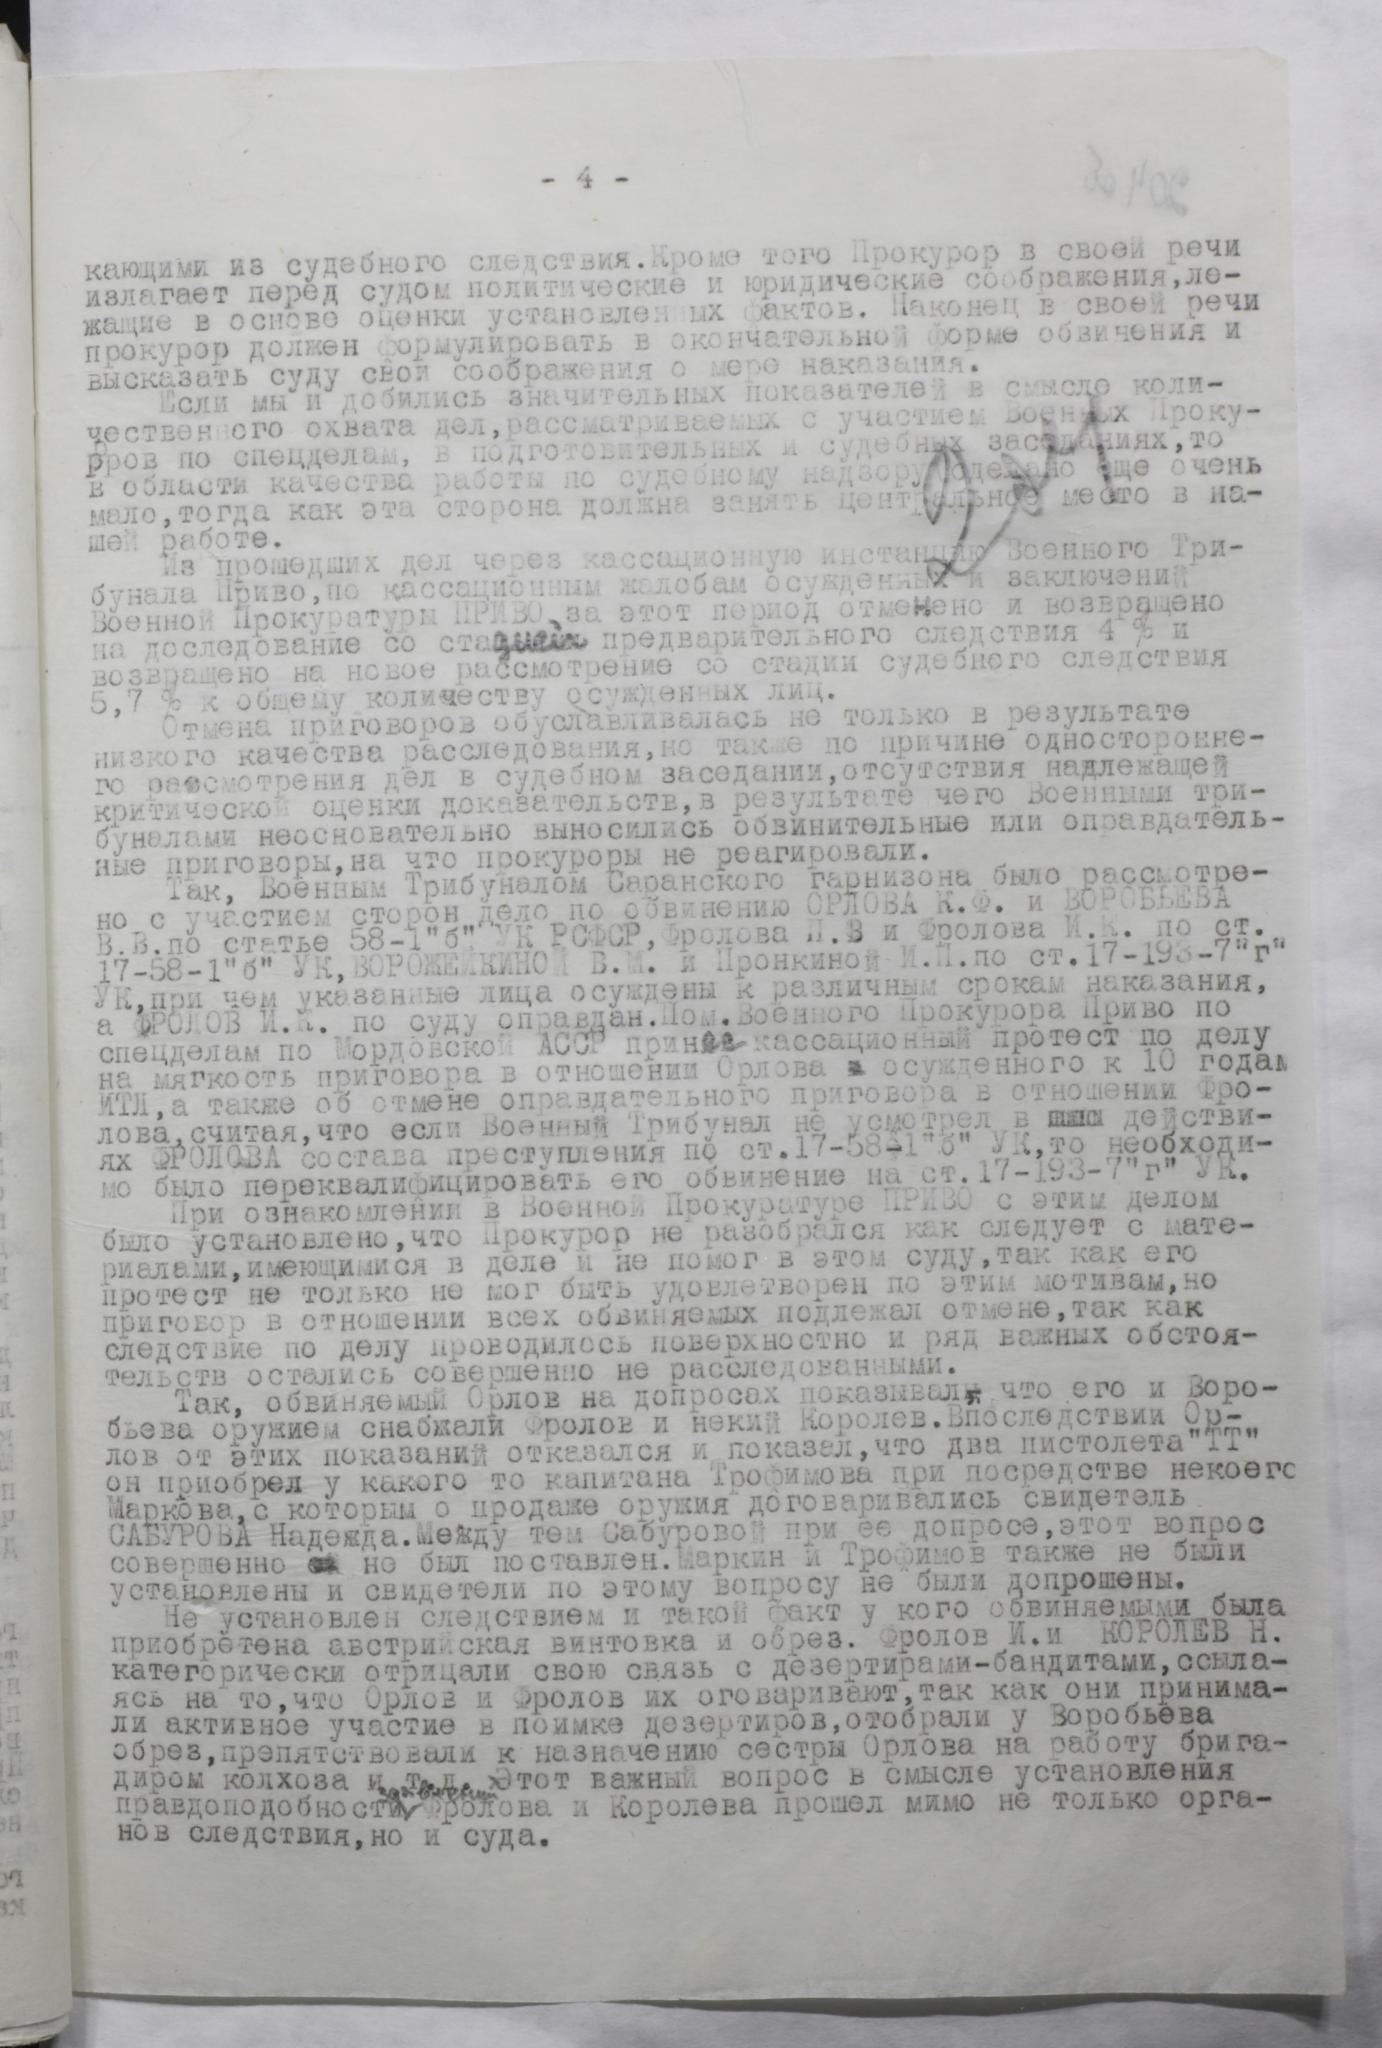 - 4 -
204 об
кающими из судебного следствия.Кроме того Прокурор в своей речи
излагает перед судом политические и юридические соображения,ле-
жащие в основе оценки установленных фактов. Наконец в своей речи
прокурор должен формулировать в окончательной форме обвинения и
высказать суду свои соображения о мере наказания.
Если мы и добились значительных показателей в смысле коли-
чественного охвата дел,рассматриваемых с участием Военных Проку-
рров по спецделам, в подготовительных и судебных заседаниях,то
в области качества работы по судебному надзору сделано еще очень
мало,тогда как эта сторона должна занять центральное место в на-
шей работе.
Из прошедших дел через кассационную инстанцию Военного Три-
бунала Приво,по кассационным жалобам осужденных и заключений
Военной Прокуратуры ПРИВО за этот период отменено и возвращено
на доследование со стадией предварительного следствия 4 % и
возвращено на новое рассмотрение со стадии судебного следствия
5,7 % к общему количеству осужденных лиц.
Отмена приговоров обуславливалась не только в результате
низкого качества расследования,но также по причине односторонне-
го рассмотрения дел в судебном заседании,отсутствия надлежащей
критической оценки доказательств,в результате чего Военными три-
буналами неосновательно выносились обвинительные или оправдатель-
ные приговоры,на что прокуроры не реагировали.
Так, Военным Трибуналом Саранского гарнизона было рассмотре-
но с участием сторон дело по обвинению ОРЛОВА К.Ф. и ВОРОБЬЕВА
В.В.по статье 58-1"б" УК РСФСР,Фролова П.В и Фролова И.К. по ст.
17-58-1"б" УК,ВОРОЖЕЙКИНОЙ В.М. и Пронкиной И.П.по ст.17-193-7"г"
УК,при чем указанные лица осуждены к различным срокам наказания,
а ФРОЛОВ И.К. по суду оправдан.Пом.Военного Прокурора Приво по
спецделам по Мордовской АССР принес кассационный протест по делу
на мягкость приговора в отношении Орлова осужденного к 10 годам
ИТЛ,а также об отмене оправдательного приговора в отношении Фро-
лова,считая,что если Военный Трибунал не усмотрел в действи-
ях ФРОЛОВА состава преступления по ст.17-58-1"б" УК,то необходи-
мо было переквалифицировать его обвинение на ст.17-193-7"г" УК.
При ознакомлении в Военной Прокуратуре ПРИВО с этим делом
было установлено,что Прокурор не разобрался как следует с мате-
риалами,имеющимися в деле и не помог в этом суду,так как его
протест не только не мог быть удовлетворен по этим мотивам,но
приговор в отношении всех обвиняемых подлежал отмене,так как
следствие по делу проводилось поверхностно и ряд важных обстоя-
тельств остались совершенно не расследованными.
Так, обвиняемый Орлов на допросах показывал, что его и Воро-
бьева оружием снабжали Фролов и некий Королев.Впоследствии Ор-
лов от этих показаний отказался и показал,что два пистолета"ТТ"
он приобрел у какого то капитана Трофимова при посредстве некоего
Маркова,с которым о продаже оружия договаривались свидетель
САБУРОВА Надежда.Между тем Сабуровой при ее допросе,этот вопрос
совершенно не был поставлен.Маркин и Трофимов также не были
установлены и свидетели по этому вопросу не были допрошены.
Не установлен следствием и такой факт у кого обвиняемыми была
приобретена австрийская винтовка и обрез. Фролов И.и КОРОЛЕВ Н.
категорически отрицали свою связь с дезертирами-бандитами,ссыла-
ясь на то,что Орлов и Фролов их оговаривают,так как они принима-
ли активное участие в поимке дезертиров,отобрали у Воробьева
обрез,препятствовали к назначению сестры Орлова на работу брига-
диром колхоза и т.д. Этот важный вопрос в смысле установления
правдоподобности Фролова и Королева прошел мимо не только орга-
нов следствия,но и суда.